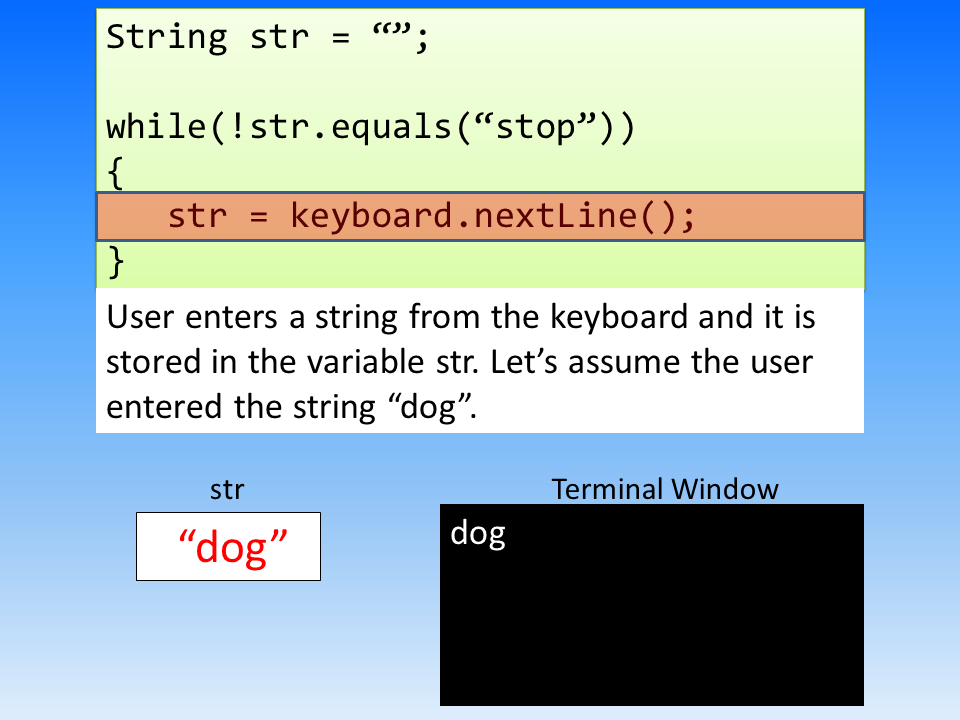 String str = “”;
while(!str.equals(“stop”))
{
str = keyboard.nextLine();
}
User enters a string from the keyboard and it is
stored in the variable str. Let’s assume the user
entered the string “dog”.
str
“dog”
Terminal Window
dog